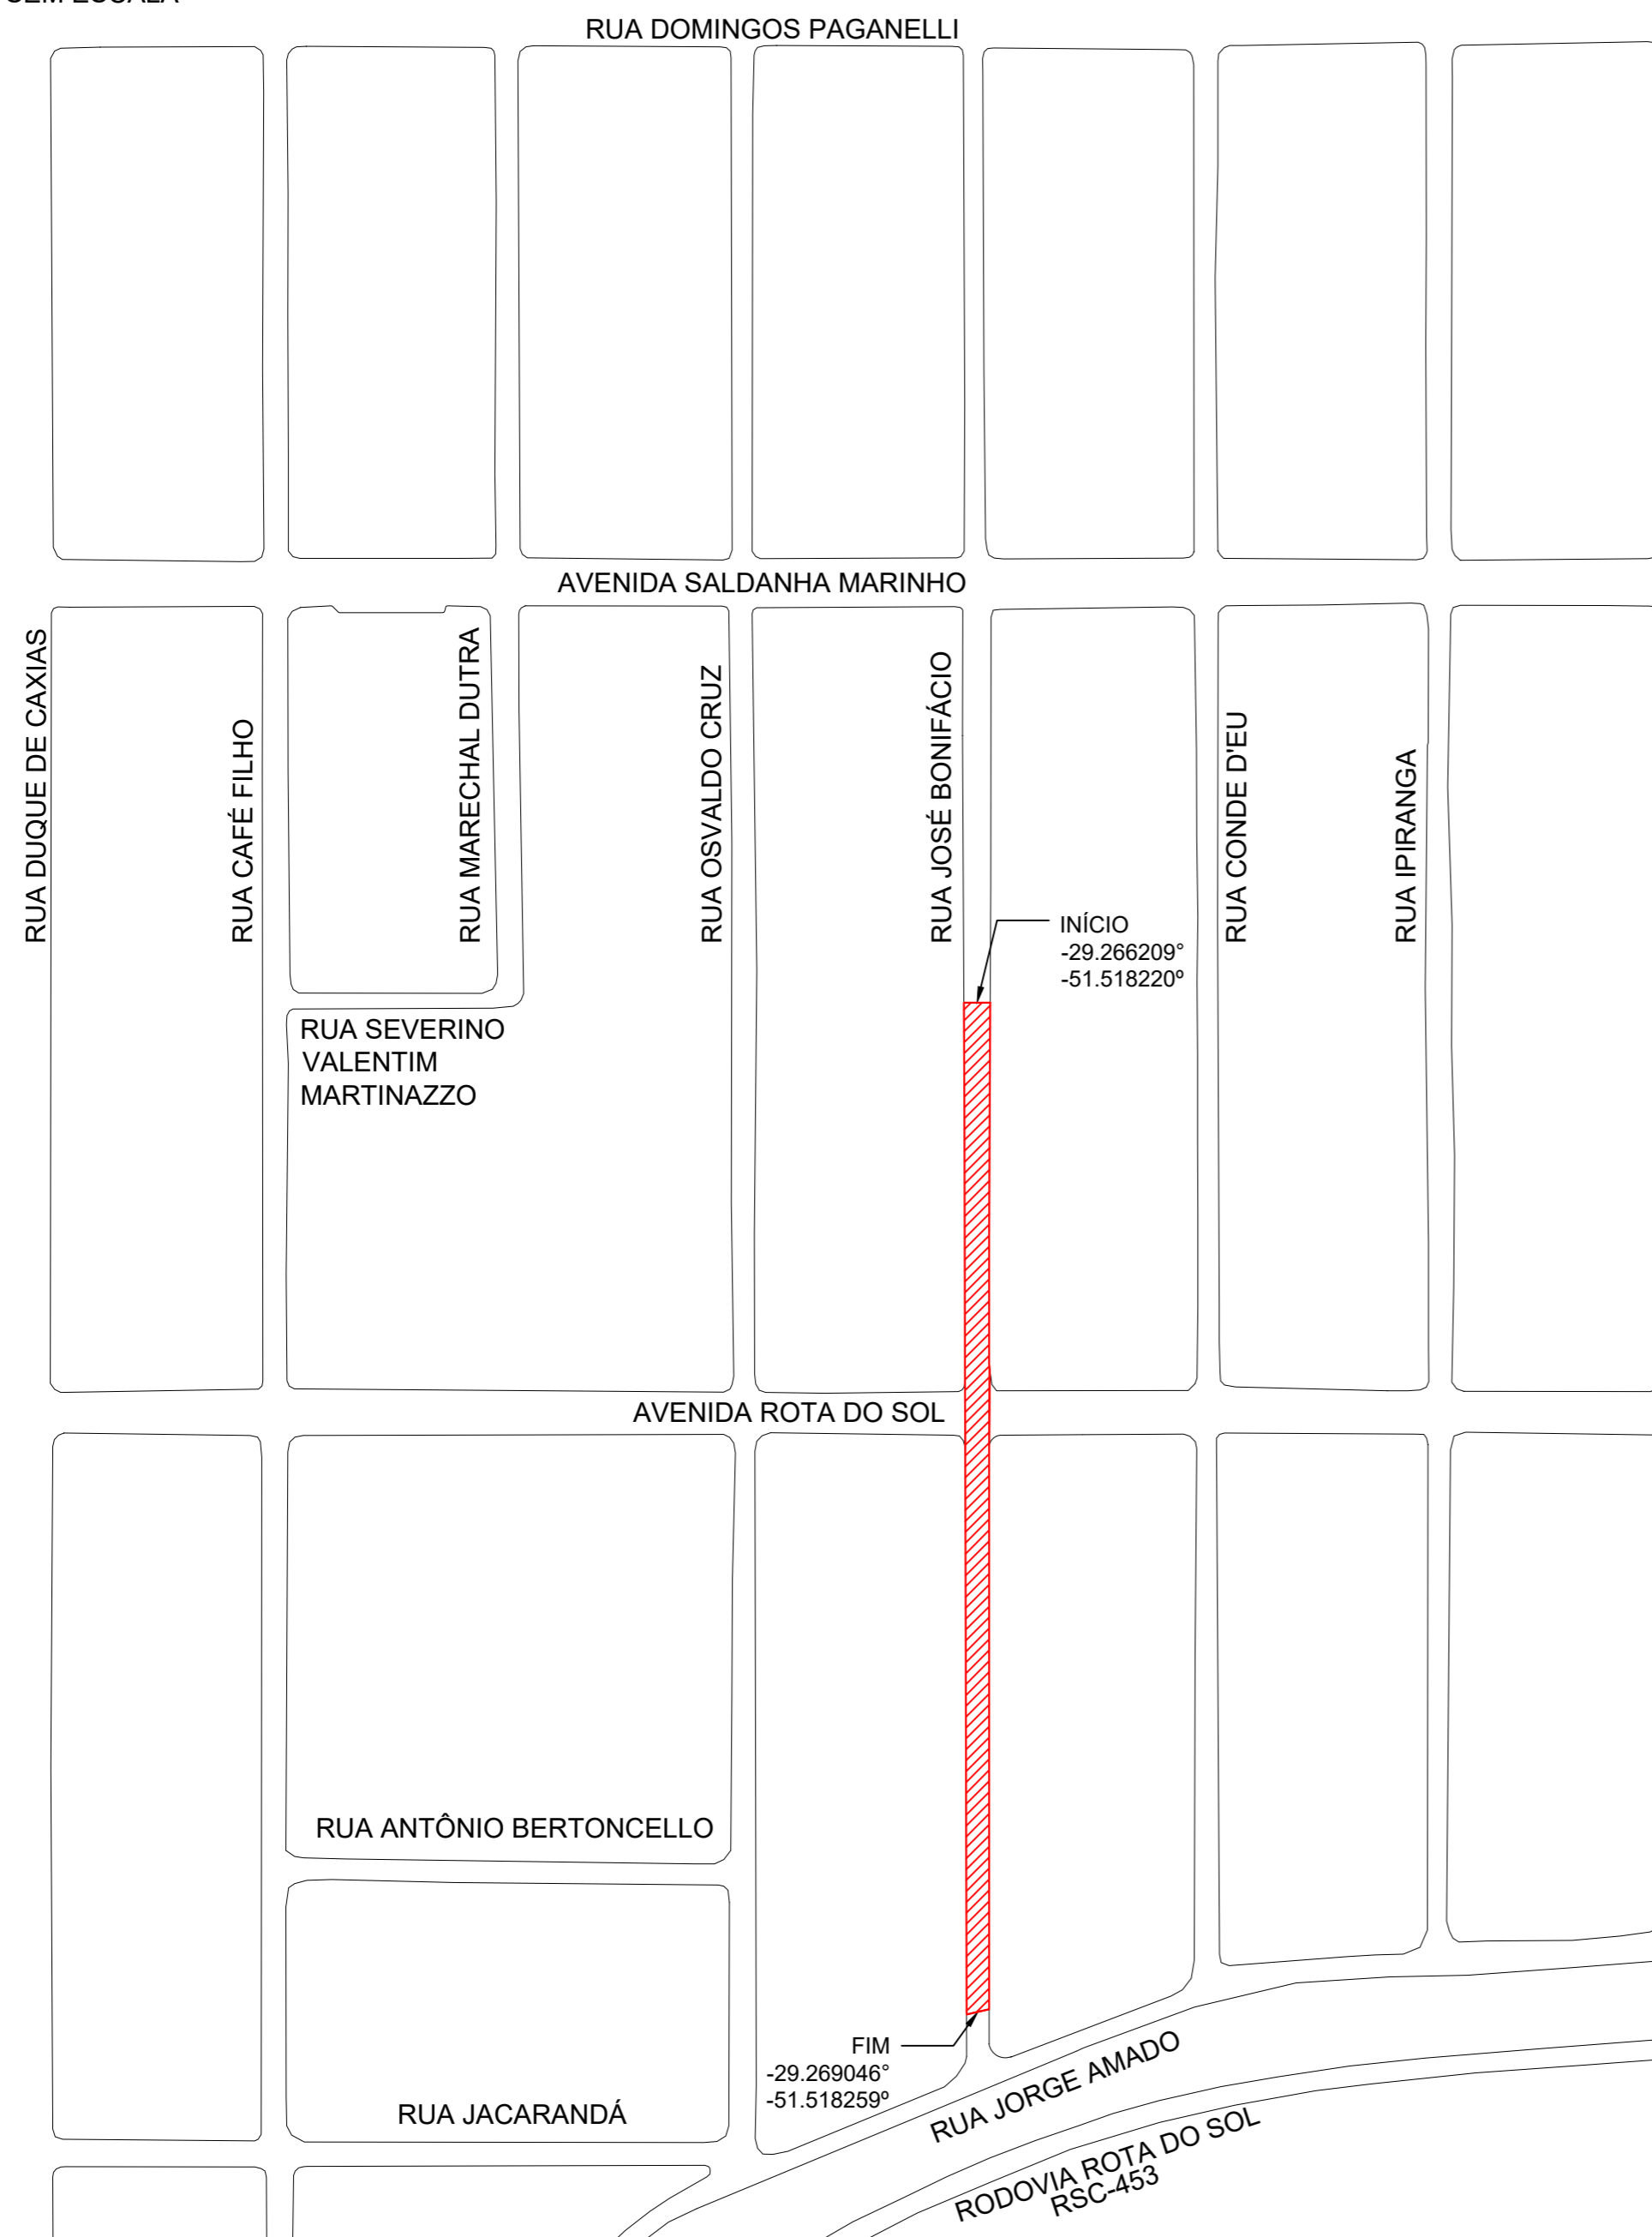 RUA DOMINGOS PAGANELLI
AVENIDA SALDANHA MARINHO
RUA DUQUE DE CAXIAS
RUA CAFÉ FILHO
RUA MARECHAL DUTRA
RUA OSVALDO CRUZ
RUA JOSÉ BONIFÁCIO
RUA CONDE D'EU
RUA IPIRANGA
INÍCIO
-29.266209°
-51.518220º
RUA SEVERINO
VALENTIM
MARTINAZZO
AVENIDA ROTA DO SOL
RUA ANTÔNIO BERTONCELLO
FIM
-29.269046°
-51.518259º
RUA JACARANDÁ
RUA JORGE AMADO
RODOVIA ROTA DO SOL
RSC-453